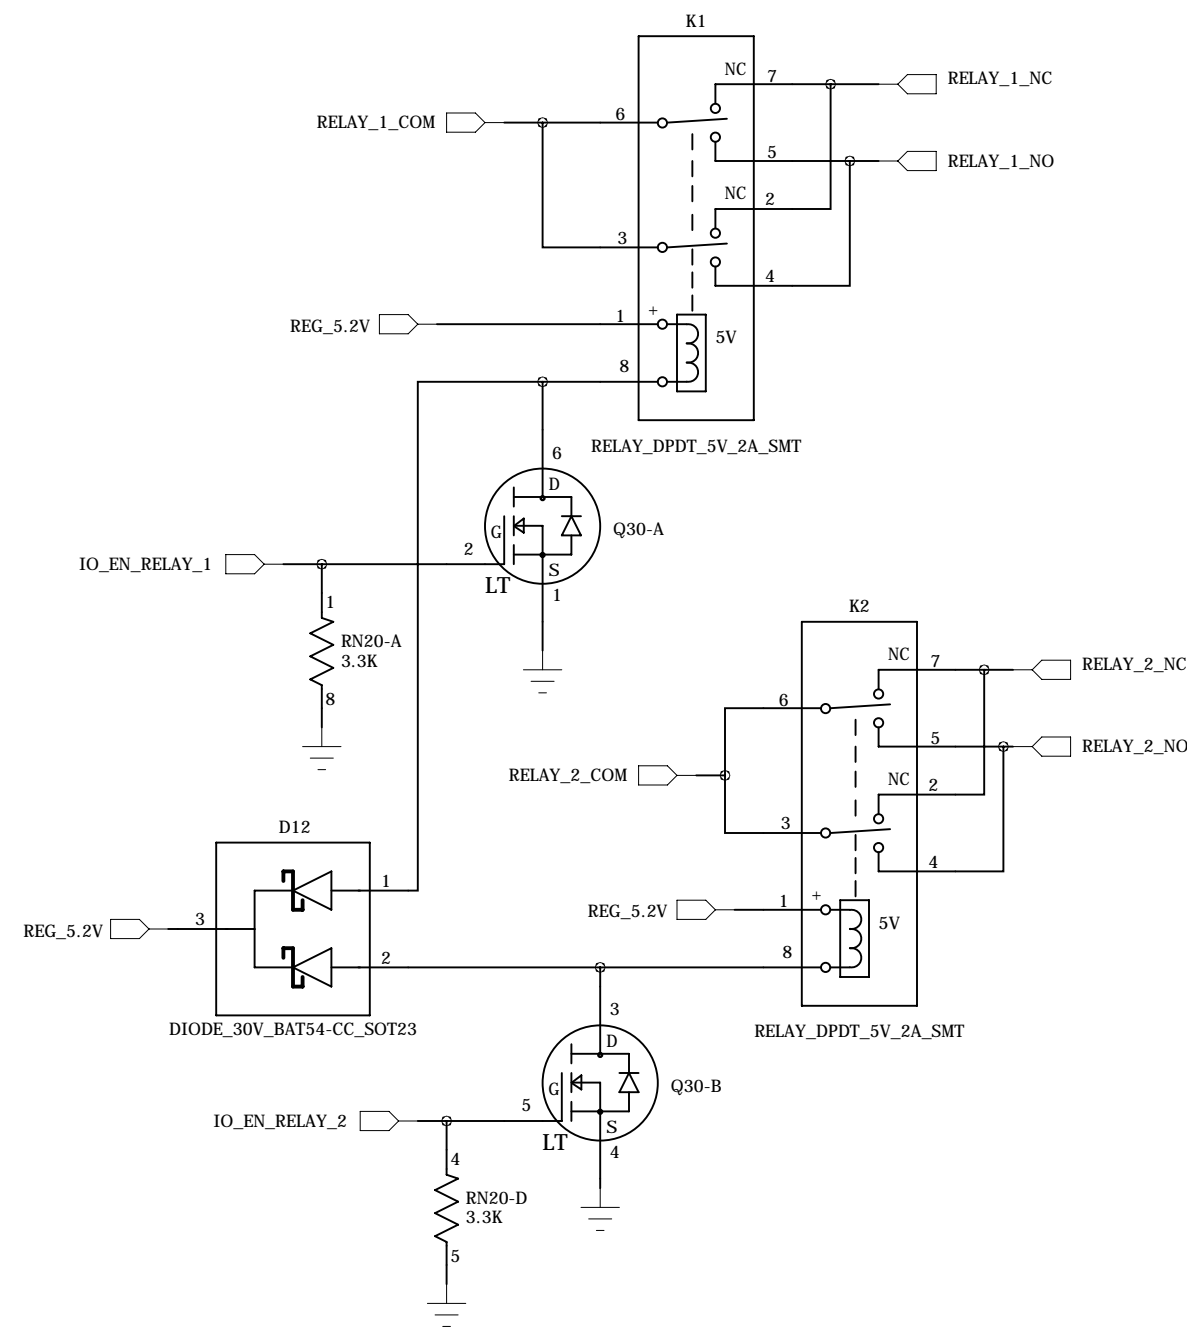 K1
NC 7
RELAY_1_NC
RELAY_1_COM
6
5
RELAY_1_NO
NC 2
3
4
REG_5.2V
1 +
5V
8
RELAY_DPDT_5V_2A_SMT
6
D
G
Q30-A
2
IO_EN_RELAY_1
S
LT
1
1
RN20-A
3.3K
8
K2
NC 7
RELAY_2_NC
6
5
RELAY_2_NO
RELAY_2_COM
NC 2
3
4
D12
1
REG_5.2V
1 +
5V
REG_5.2V
3
2
8
DIODE_30V_BAT54-CC_SOT23
RELAY_DPDT_5V_2A_SMT
3
D
G
Q30-B
5
IO_EN_RELAY_2
S
LT
4
4
RN20-D
3.3K
5